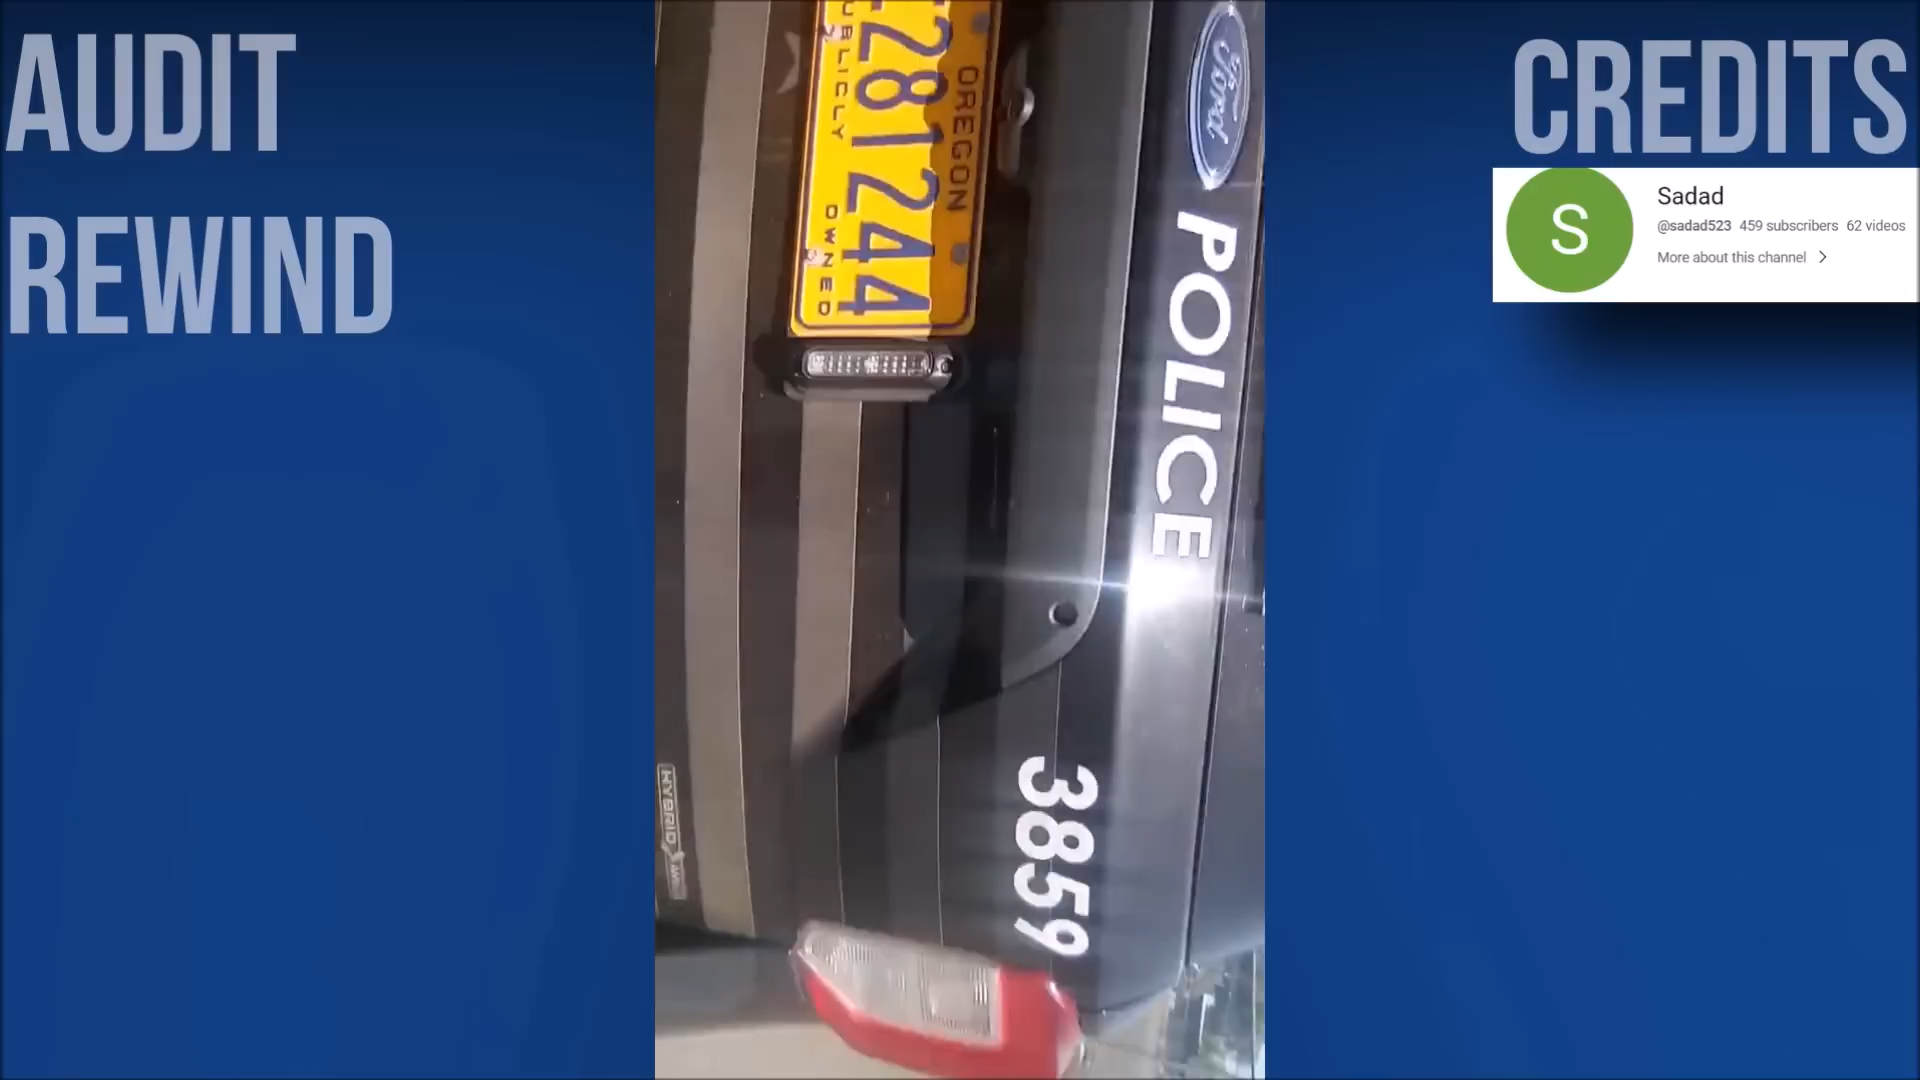 AUDIT
REWIND
CREDITS
Sadad
@sadad523 459 subscribers 62 videos
More about this channel >
S
Ford
POLICE
OREGON
281244
PUBLICLY OWNED
3859
HYBRID